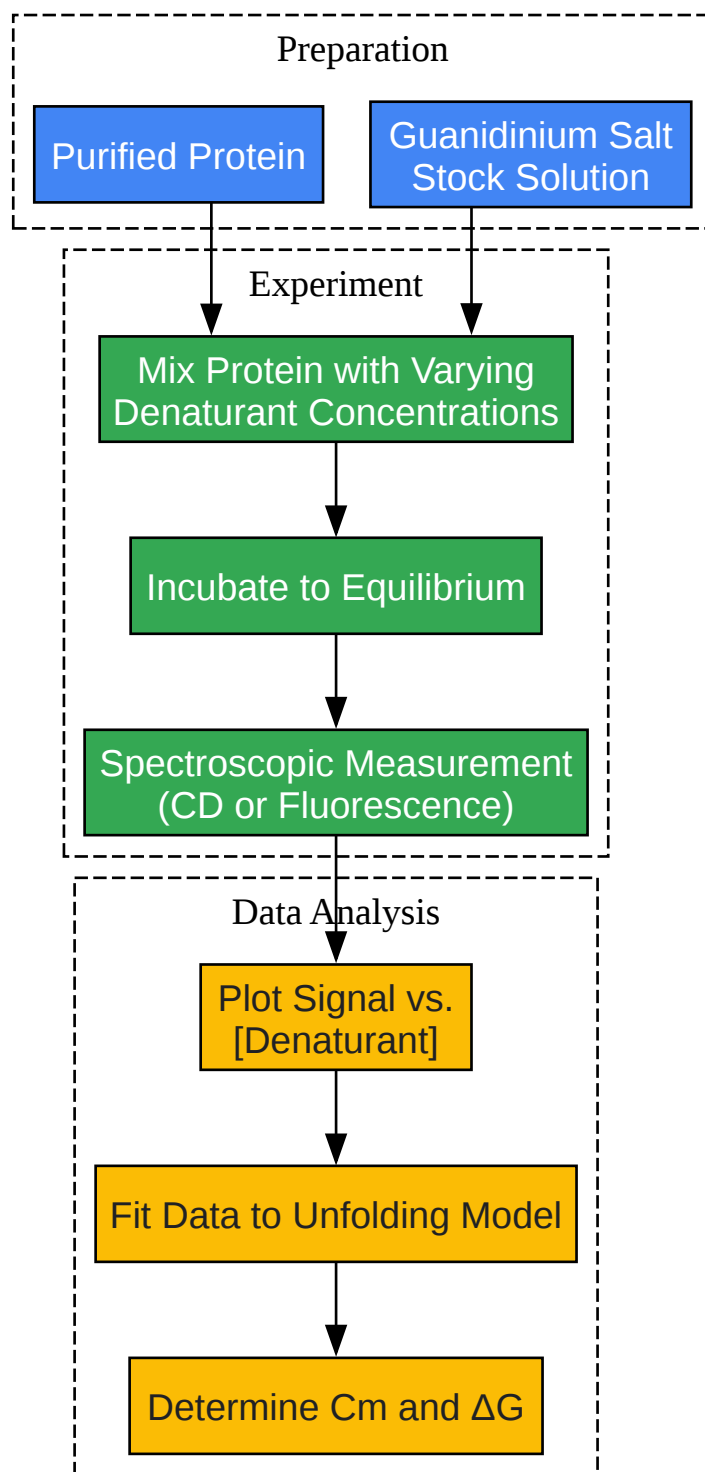 Preparation
Purified Protein
Guanidinium Salt
Stock Solution
Experiment
Mix Protein with Varying
Denaturant Concentrations
Incubate to Equilibrium
Spectroscopic Measurement
(CD or Fluorescence)
Data Analysis
Plot Signal vs.
[Denaturant]
Fit Data to Unfolding Model
Determine Cm and ΔG